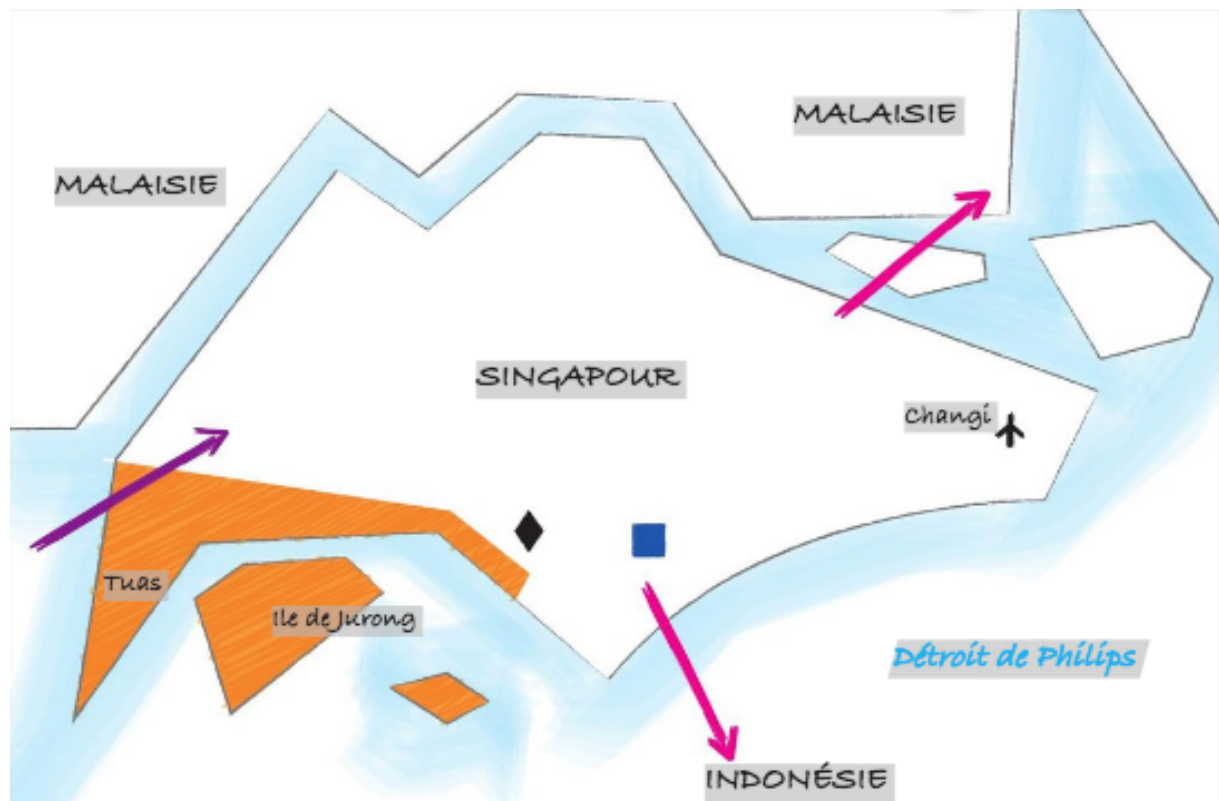 MALAISIE
MALAISIE
SINGAPOUR
Changi
Tuas
Ile de Jurong
Détroit de Philips
INDONÉSIE